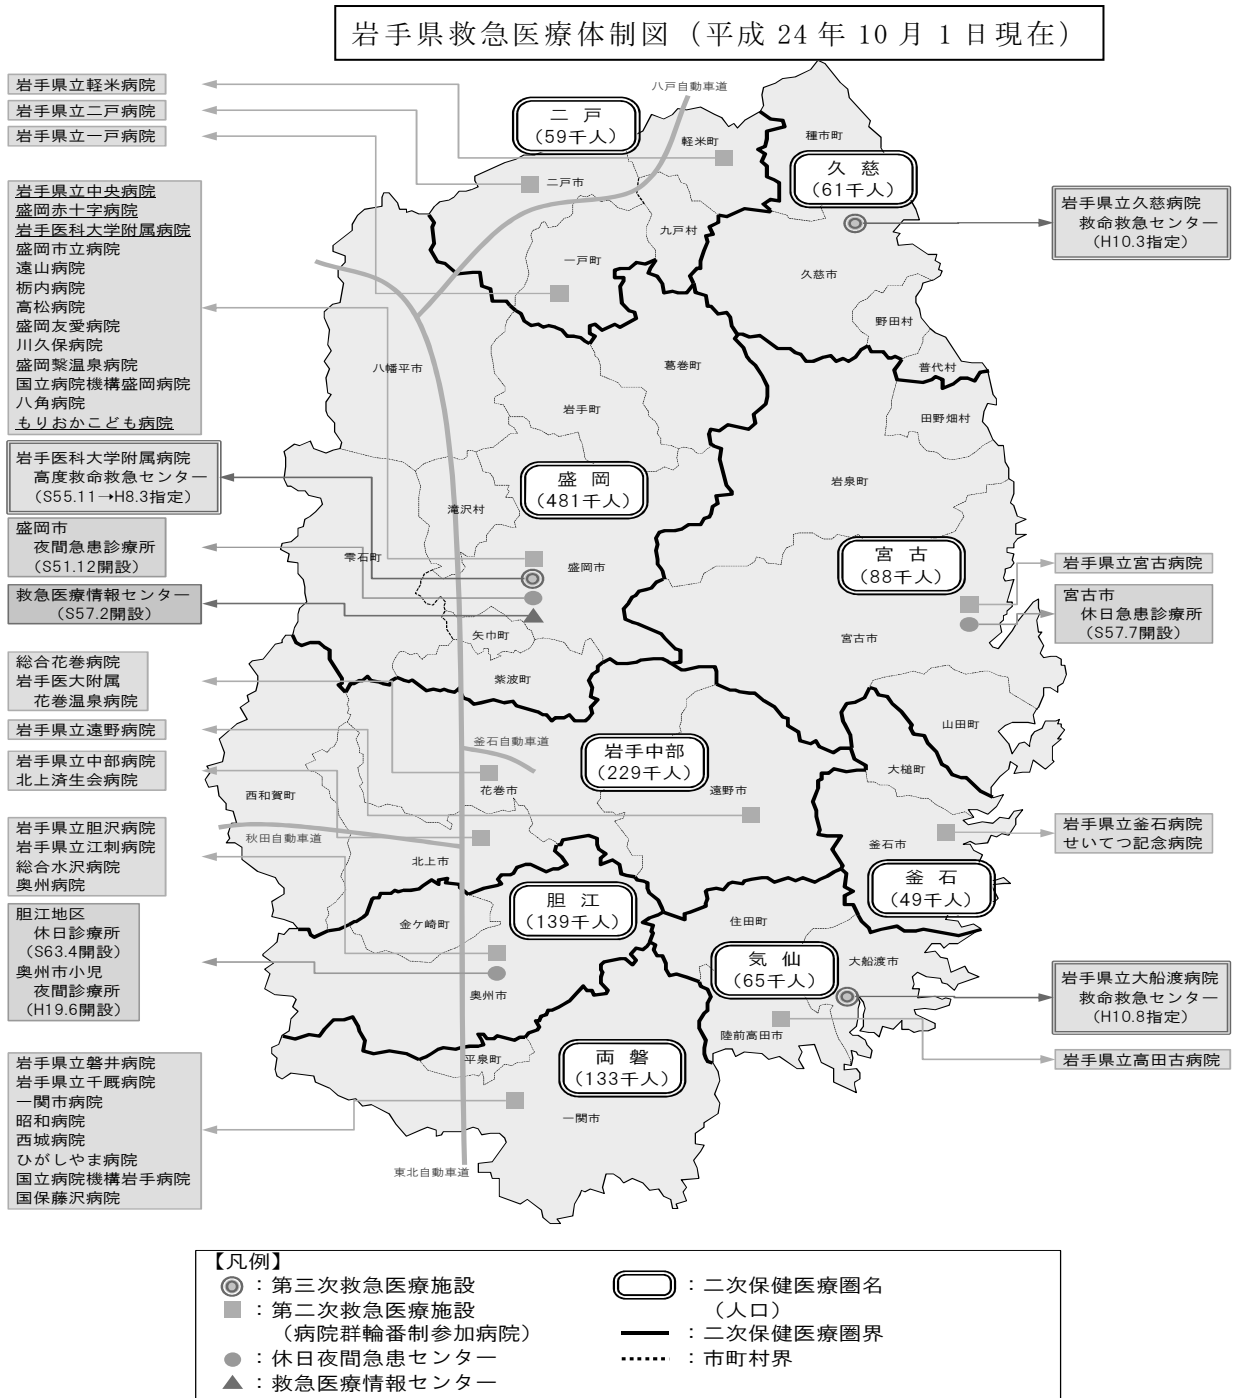 岩手県救急医療体制図（平成 24 年 10 月 1 日現在）
岩手県立軽米病院
岩手県立二戸病院
岩手県立一戸病院
岩手県立中央病院
盛岡赤十字病院
岩手医科大学附属病院
盛岡市立病院
遠山病院
栃内病院
高松病院
盛岡友愛病院
川久保病院
盛岡繋温泉病院
国立病院機構盛岡病院
八角病院
もりおかこども病院
岩手医科大学附属病院
高度救命救急センター
（S55.11→H8.3指定）
盛岡市
夜間急患診療所
（S51.12開設）
救急医療情報センター
（S57.2開設）
総合花巻病院
岩手医大附属
花巻温泉病院
岩手県立遠野病院
岩手県立中部病院
北上済生会病院
岩手県立胆沢病院
岩手県立江刺病院
総合水沢病院
奥州病院
胆江地区
休日診療所
（S63.4開設）
奥州市小児
夜間診療所
（H19.6開設）
岩手県立磐井病院
岩手県立千厩病院
一関市病院
昭和病院
西城病院
ひがしやま病院
国立病院機構岩手病院
国保藤沢病院
八戸自動車道
二 戸
（59千人）
軽米町
種市町
久 慈
（61千人）
二戸市
九戸村
一戸町
久慈市
野田村
普代村
八幡平市
葛巻町
岩手町
田野畑村
盛 岡
（481千人）
岩泉町
滝沢村
雫石町
盛岡市
宮 古
（88千人）
矢巾町
宮古市
紫波町
山田町
釜石自動車道
岩手中部
（229千人）
大槌町
西和賀町
花巻市
遠野市
秋田自動車道
北上市
釜石市
釜 石
（49千人）
胆 江
（139千人）
金ケ崎町
住田町
気 仙
（65千人）
大船渡市
奥州市
陸前高田市
平泉町
両 磐
（133千人）
一関市
東北自動車道
岩手県立久慈病院
救命救急センター
（H10.3指定）
岩手県立宮古病院
宮古市
休日急患診療所
（S57.7開設）
岩手県立釜石病院
せいてつ記念病院
岩手県立大船渡病院
救命救急センター
（H10.8指定）
岩手県立高田古病院
【凡例】
：第三次救急医療施設
：第二次救急医療施設
（病院群輪番制参加病院）
：休日夜間急患センター
：救急医療情報センター
：二次保健医療圏名
（人口）
：二次保健医療圏界
：市町村界